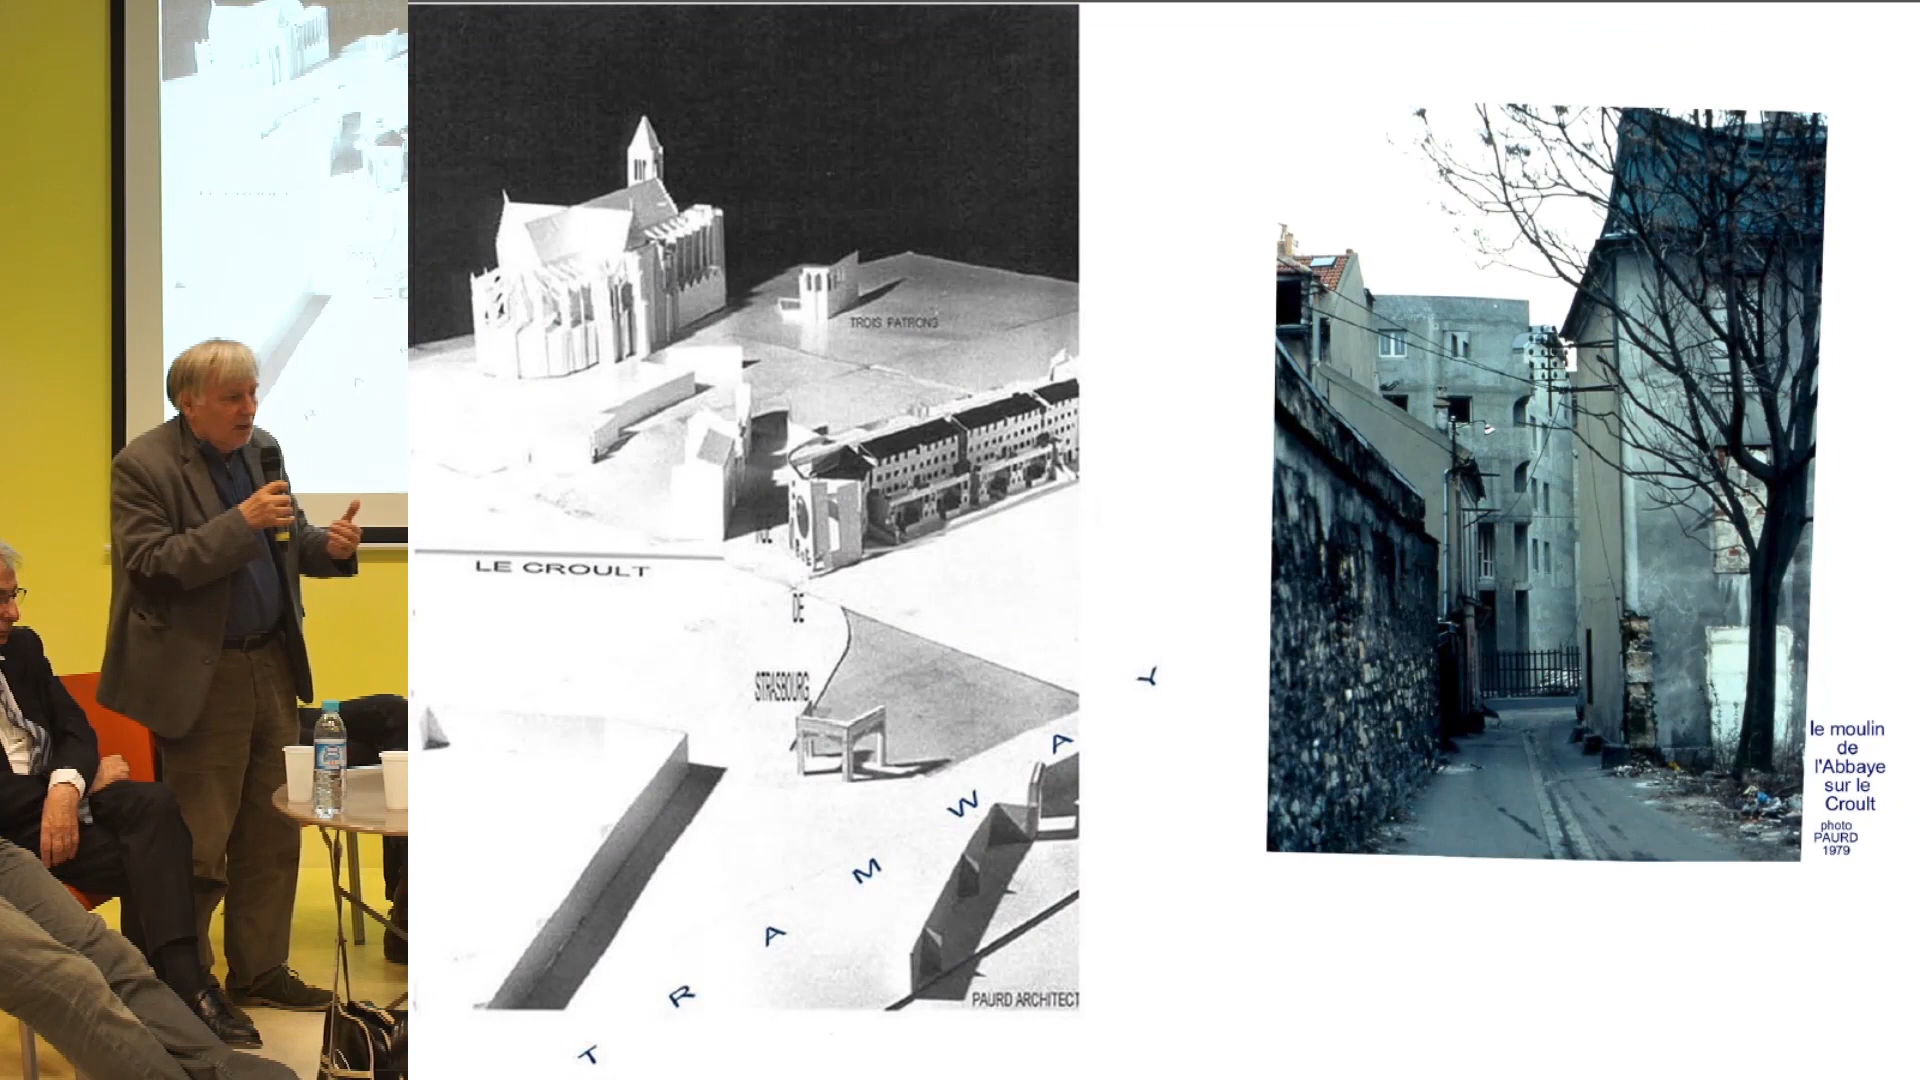 TROIS PATRONS
LE CROULT
RUE
DE
STRASBOURG
TRAMWAY
PAURD ARCHITECT
le moulin
de
l'Abbaye
sur le
Croult
photo
PAURD
1979